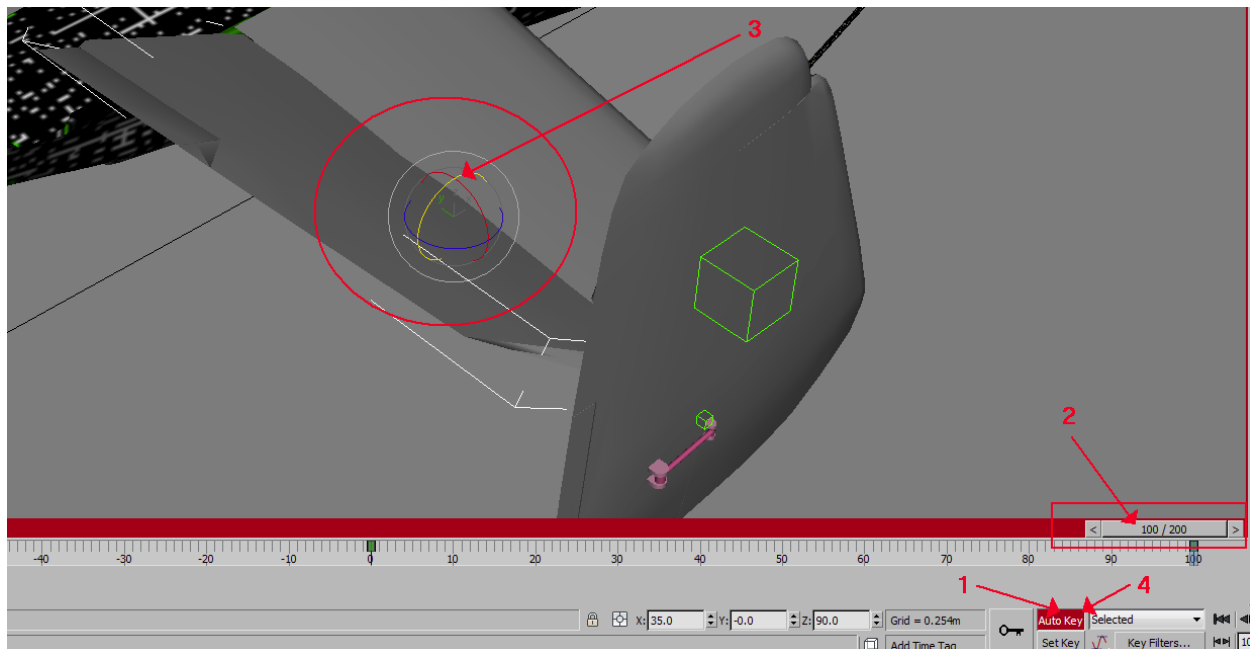 3
y
2
< 100 / 200 >
-40 -30 -20 -10 0 10 20 30 40 50 60 70 80 90 100
1 4
X: 35.0 Y: -0.0 Z: 90.0 Grid = 0.254m Auto Key Selected
Add Time Tag Set Key Key Filters... 10